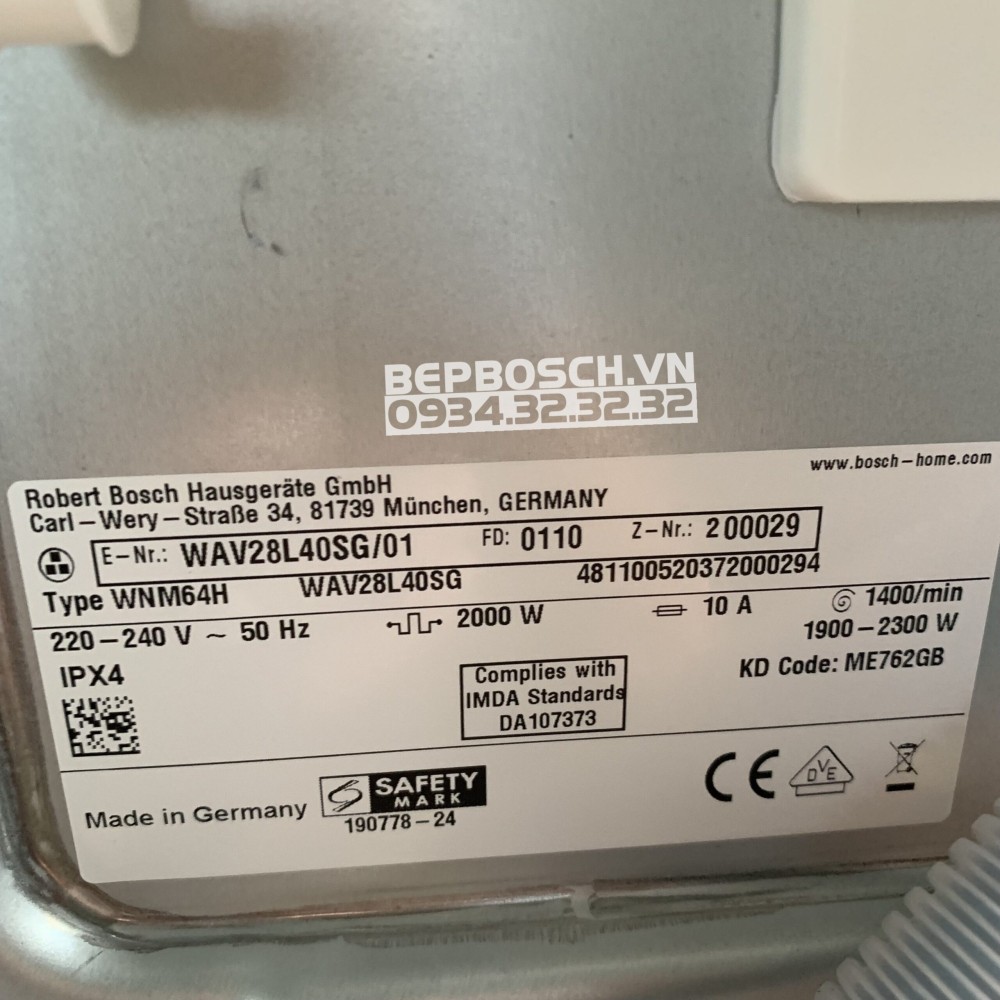 BEPBOSCH.VN
0934.32.32.32
www.bosch-home.com
Robert Bosch Hausgeräte GmbH
Carl-Wery-Straße 34, 81739 München, GERMANY
E-Nr.: WAV28L40SG/01 FD: 0110 Z-Nr.: 200029
Type WNM64H WAV28L40SG 481100520372000294
220-240 V ~ 50 Hz 2000 W 10 A 1400/min
1900-2300 W
IPX4 KD Code: ME762GB
Complies with
IMDA Standards
DA107373
Made in Germany
SAFETY
MARK
190778-24
CE
DVE